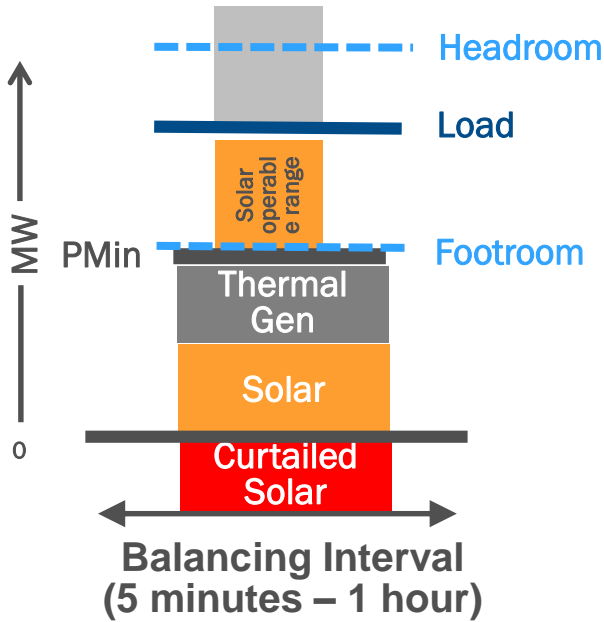 Headroom
Load
Solar
operabl
e range
MW
PMin
Footroom
Thermal
Gen
Solar
0
Curtailed
Solar
Balancing Interval
(5 minutes – 1 hour)